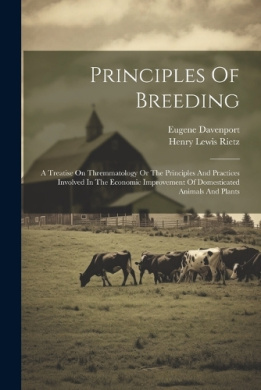 Principles Of
Breeding
Eugene Davenport
Henry Lewis Rietz
A Treatise On Thremmatology Or The Principles And Practices
Involved In The Economic Improvement Of Domesticated
Animals And Plants